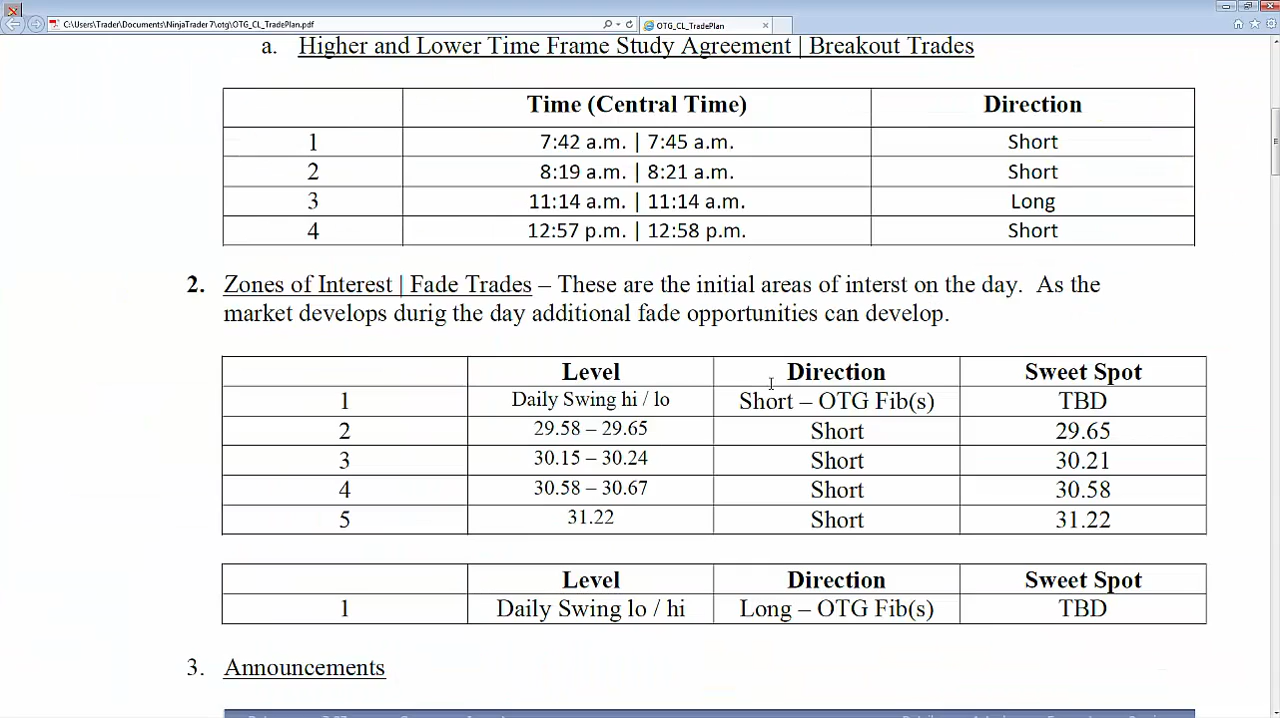 C:\Users\Trader\Documents\NinjaTrader 7\otg\OTG_CL_TradePlan.pdf
OTG_CL_TradePlan
a. Higher and Lower Time Frame Study Agreement | Breakout Trades
Time (Central Time) Direction
1 7:42 a.m. | 7:45 a.m. Short
2 8:19 a.m. | 8:21 a.m. Short
3 11:14 a.m. | 11:14 a.m. Long
4 12:57 p.m. | 12:58 p.m. Short
2. Zones of Interest | Fade Trades – These are the initial areas of interst on the day. As the
market develops durig the day additional fade opportunities can develop.
Level Direction Sweet Spot
1 Daily Swing hi / lo Short – OTG Fib(s) TBD
2 29.58 – 29.65 Short 29.65
3 30.15 – 30.24 Short 30.21
4 30.58 – 30.67 Short 30.58
5 31.22 Short 31.22
Level Direction Sweet Spot
1 Daily Swing lo / hi Long – OTG Fib(s) TBD
3. Announcements